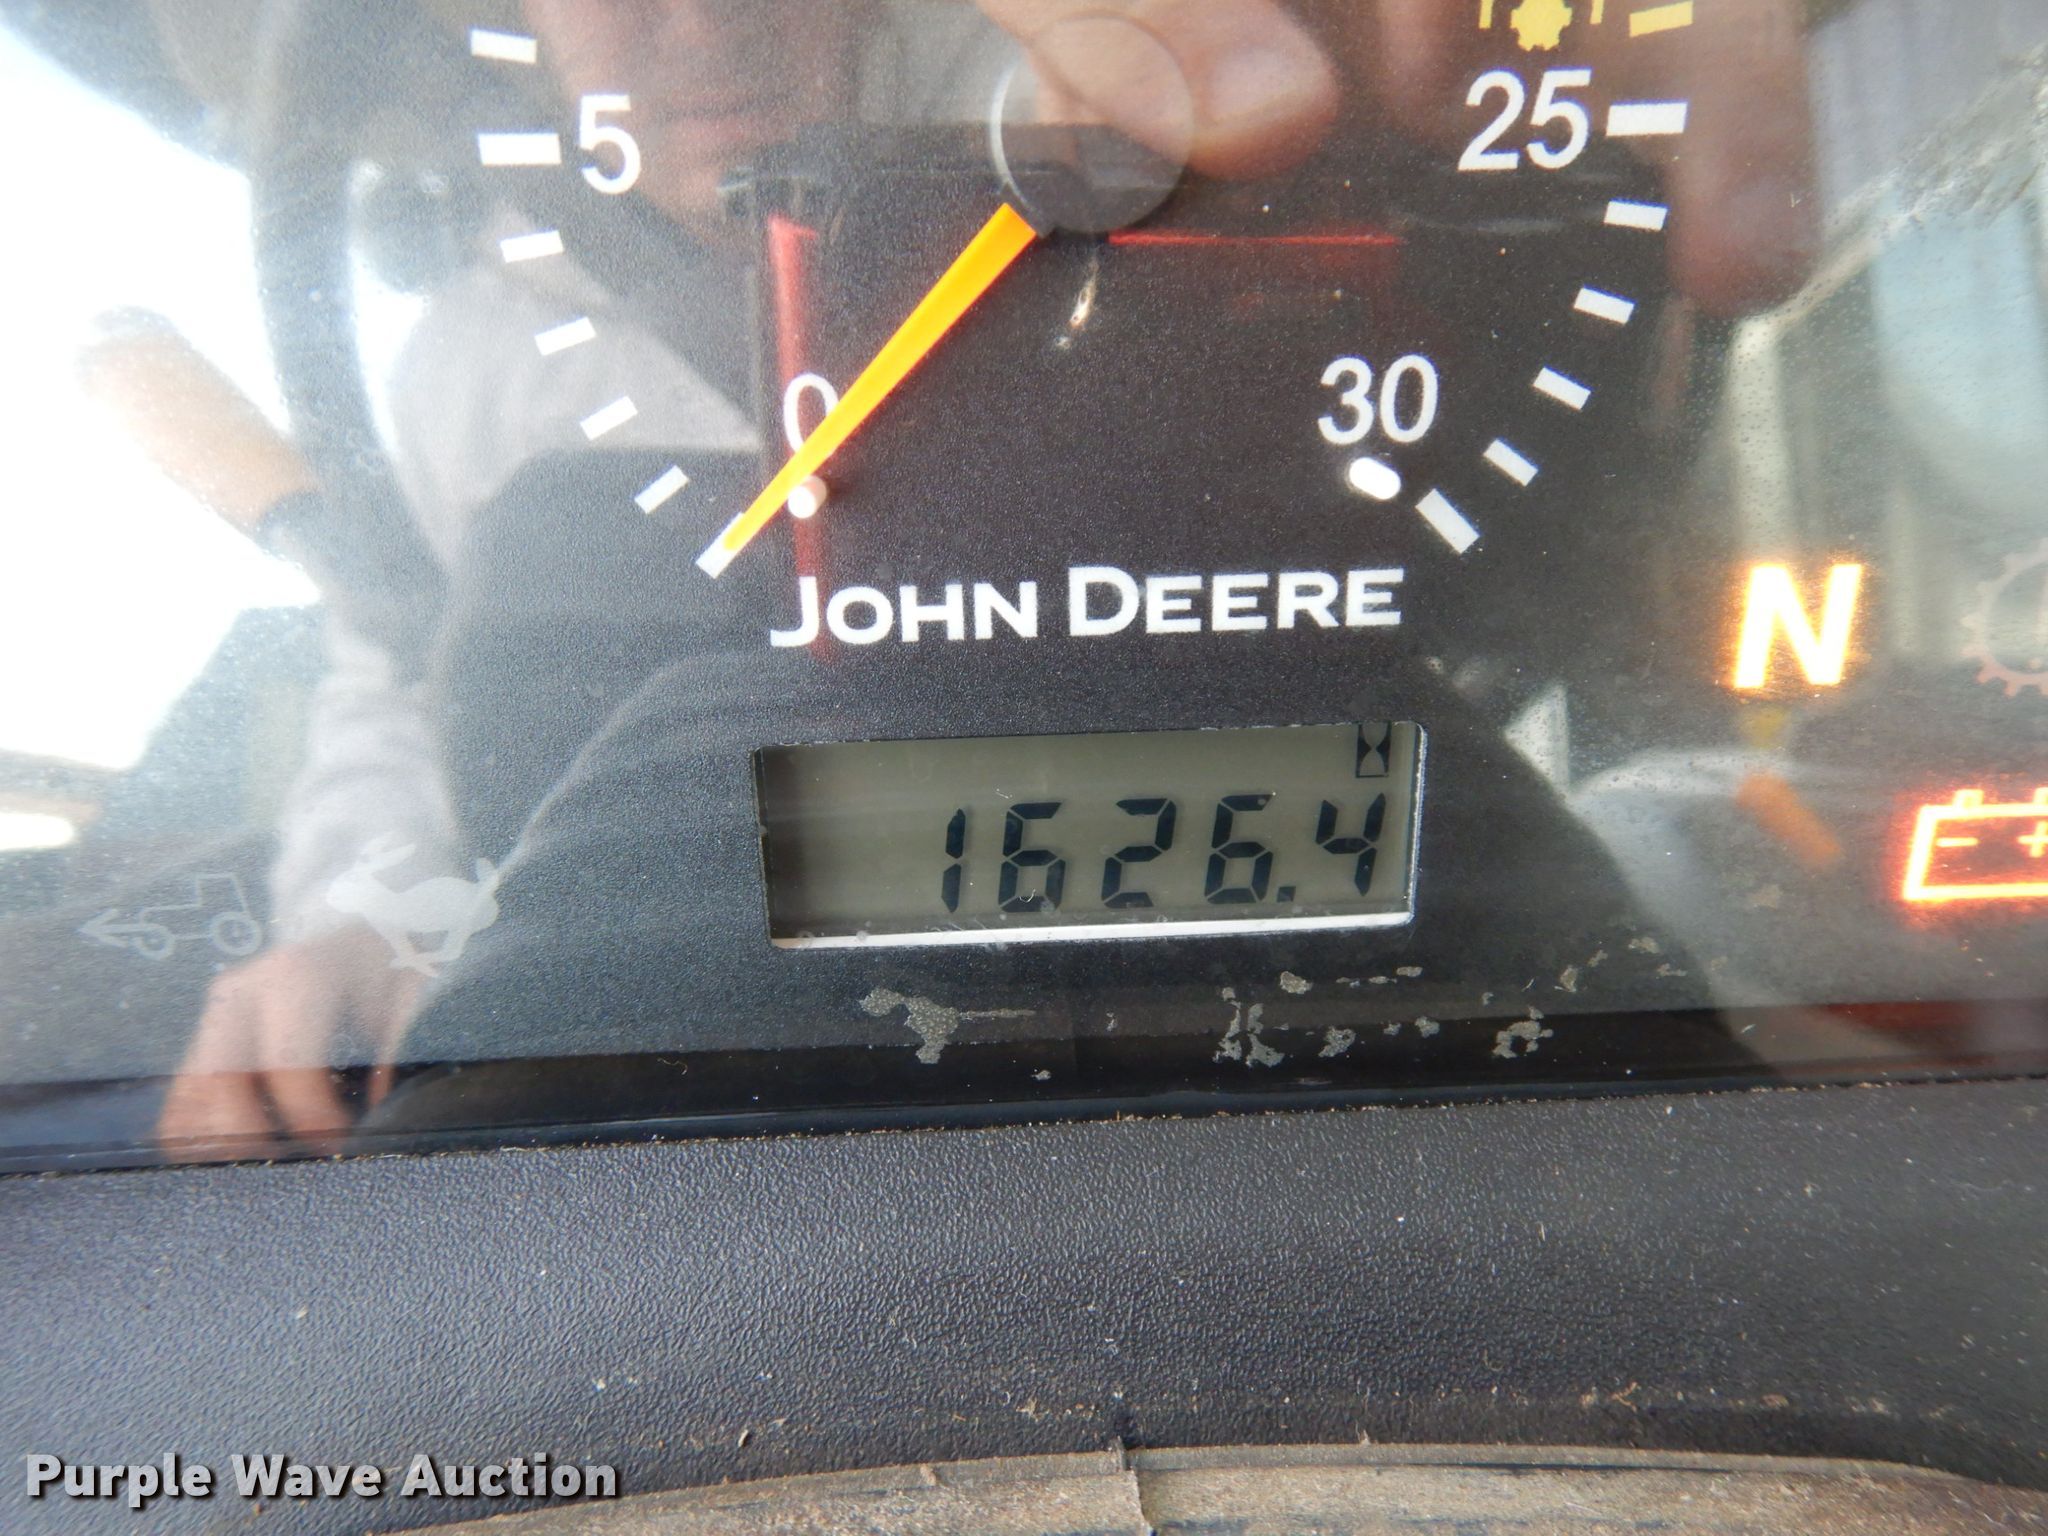 5
25
0
30
JOHN DEERE
N
1626.4
- +
Purple Wave Auction